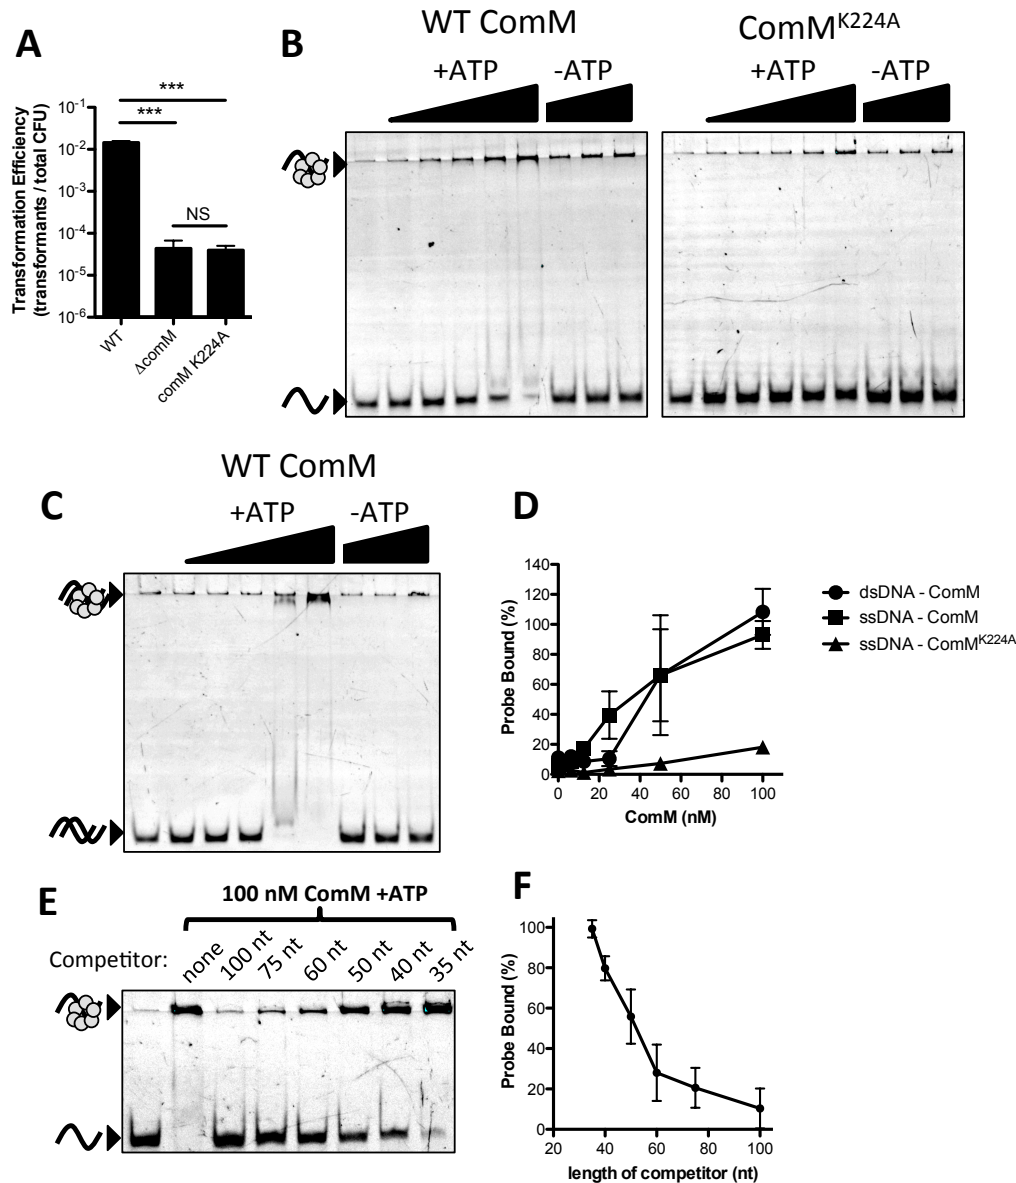 A
Transformation Efficiency
(transformants / total CFU)
10-1
10-2
10-3
10-4
10-5
10-6
***
***
NS
WT
ΔcomM
comM K224A
B
WT ComM
+ATP
-ATP
ComMK224A
+ATP
-ATP
C
WT ComM
+ATP
-ATP
D
Probe Bound (%)
140
120
100
80
60
40
20
0
0 20 40 60 80 100
ComM (nM)
dsDNA - ComM
ssDNA - ComM
ssDNA - ComMK224A
E
100 nM ComM +ATP
Competitor: none 100 nt 75 nt 60 nt 50 nt 40 nt 35 nt
F
Probe Bound (%)
100
80
60
40
20
0
20 40 60 80 100
length of competitor (nt)